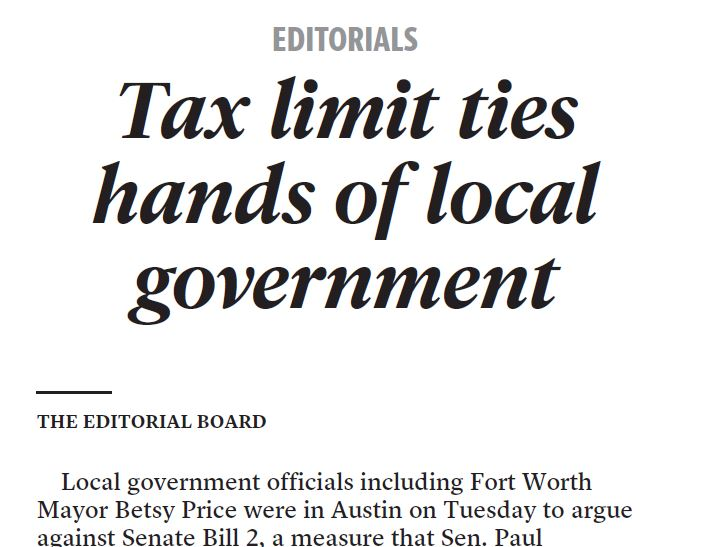 EDITORIALS
Tax limit ties
hands of local
government
THE EDITORIAL BOARD
Local government officials including Fort Worth
Mayor Betsy Price were in Austin on Tuesday to argue
against Senate Bill 2, a measure that Sen. Paul